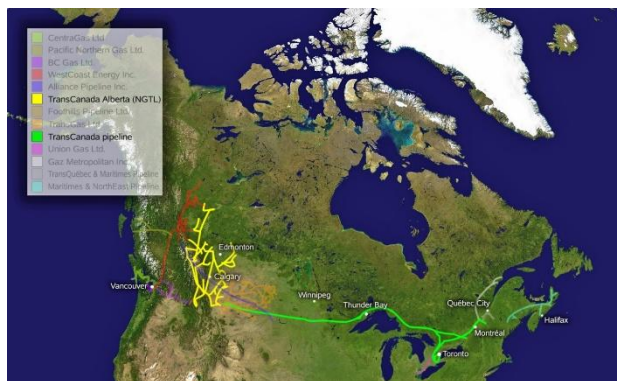 CentraGas Ltd
Pacific Northern Gas Ltd.
BC Gas Ltd.
WestCoast Energy Inc.
Alliance Pipeline Inc.
TransCanada Alberta (NGTL)
Foothills Pipeline Ltd.
TransCanada pipeline
Union Gas Ltd.
Gaz Metropolitan Inc
TransQuébec & Maritimes Pipeline
Maritimes & NorthEast Pipeline
Edmonton
Calgary
Vancouver
Winnipeg
Thunder Bay
Québec City
Montréal
Halifax
Toronto